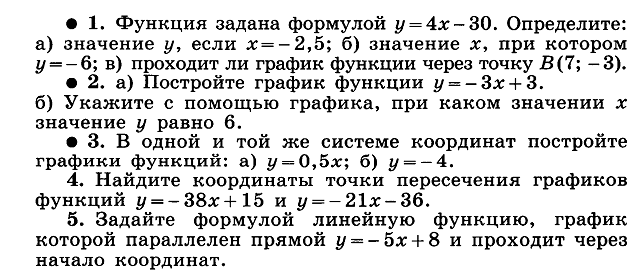 ● 1. Функция задана формулой y=4x−30. Определите:
а) значение y, если x=−2,5; б) значение x, при котором
y=−6; в) проходит ли график функции через точку B(7; −3).
● 2. а) Постройте график функции y=−3x+3.
б) Укажите с помощью графика, при каком значении x
значение y равно 6.
● 3. В одной и той же системе координат постройте
графики функций: а) y=0,5x; б) y=−4.
4. Найдите координаты точки пересечения графиков
функций y=−38x+15 и y=−21x−36.
5. Задайте формулой линейную функцию, график
которой параллелен прямой y=−5x+8 и проходит через
начало координат.